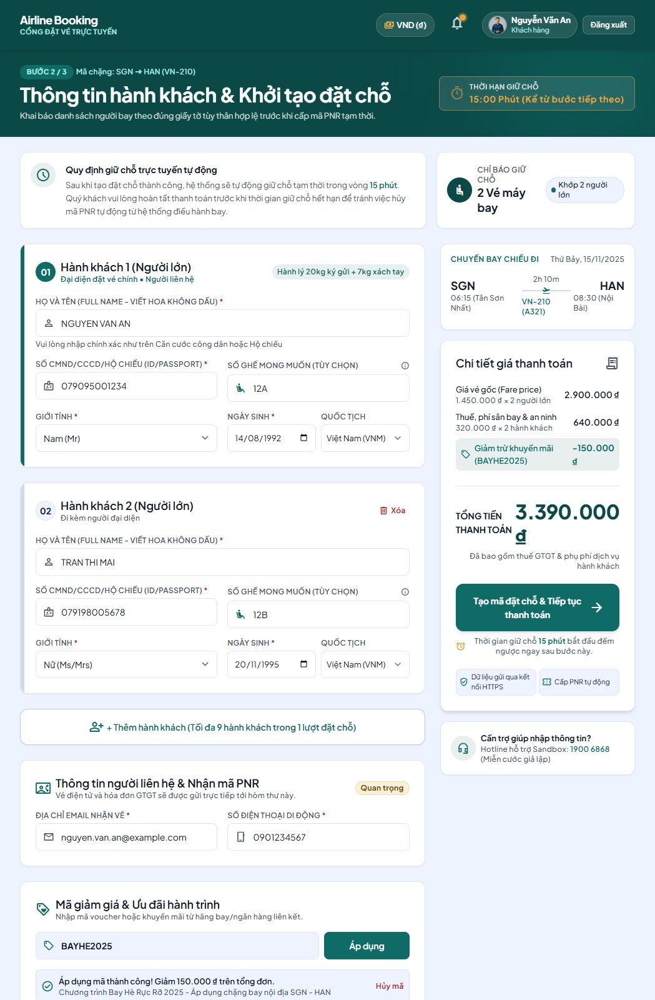 Airline Booking
CỔNG ĐẶT VÉ TRỰC TUYẾN
VND (₫)
Nguyễn Văn An
Khách hàng
Đăng xuất
BƯỚC 2 / 3
Mã chặng: SGN ➔ HAN (VN-210)
Thông tin hành khách & Khởi tạo đặt chỗ
Khai báo danh sách người bay theo đúng giấy tờ tùy thân hợp lệ trước khi cấp mã PNR tạm thời.
THỜI HẠN GIỮ CHỖ
15:00 Phút (Kể từ bước tiếp theo)
Quy định giữ chỗ trực tuyến tự động
Sau khi tạo đặt chỗ thành công, hệ thống sẽ tự động giữ chỗ tạm thời trong vòng 15 phút.
Quý khách vui lòng hoàn tất thanh toán trước khi thời gian giữ chỗ hết hạn để tránh việc hủy
mã PNR tự động từ hệ thống điều hành bay.
CHỈ BÁO GIỮ
CHỖ
2 Vé máy
bay
Khớp 2 người
lớn
01
Hành khách 1 (Người lớn)
Đại diện đặt vé chính • Người liên hệ
Hành lý 20kg ký gửi + 7kg xách tay
HỌ VÀ TÊN (FULL NAME - VIẾT HOA KHÔNG DẤU) *
NGUYEN VAN AN
Vui lòng nhập chính xác như trên Căn cước công dân hoặc Hộ chiếu
SỐ CMND/CCCD/HỘ CHIẾU (ID/PASSPORT) *
079095001234
SỐ GHẾ MONG MUỐN (TÙY CHỌN)
12A
GIỚI TÍNH *
Nam (Mr)
NGÀY SINH *
14/08/1992
QUỐC TỊCH
Việt Nam (VNM)
02
Hành khách 2 (Người lớn)
Đi kèm người đại diện
Xóa
HỌ VÀ TÊN (FULL NAME - VIẾT HOA KHÔNG DẤU) *
TRAN THI MAI
SỐ CMND/CCCD/HỘ CHIẾU (ID/PASSPORT) *
079198005678
SỐ GHẾ MONG MUỐN (TÙY CHỌN)
12B
GIỚI TÍNH *
Nữ (Ms/Mrs)
NGÀY SINH *
20/11/1995
QUỐC TỊCH
Việt Nam (VNM)
+ Thêm hành khách (Tối đa 9 hành khách trong 1 lượt đặt chỗ)
Thông tin người liên hệ & Nhận mã PNR
Vé điện tử và hóa đơn GTGT sẽ được gửi trực tiếp tới hòm thư này.
Quan trọng
ĐỊA CHỈ EMAIL NHẬN VÉ *
nguyen.van.an@example.com
SỐ ĐIỆN THOẠI DI ĐỘNG *
0901234567
Mã giảm giá & Ưu đãi hành trình
Nhập mã voucher hoặc khuyến mãi từ hãng bay/ngân hàng liên kết.
BAYHE2025
Áp dụng
Áp dụng mã thành công! Giảm 150.000 ₫ trên tổng đơn.
Chương trình Bay Hè Rực Rỡ 2025 - Áp dụng chặng bay nội địa SGN - HAN
Hủy mã
CHUYẾN BAY CHIỀU ĐI
Thứ Bảy, 15/11/2025
SGN
06:15 (Tân Sơn
Nhất)
2h 10m
VN-210
(A321)
HAN
08:30 (Nội
Bài)
Chi tiết giá thanh toán
Giá vé gốc (Fare price)
1.450.000 ₫ × 2 người lớn
2.900.000 ₫
Thuế, phí sân bay & an ninh
320.000 ₫ × 2 hành khách
640.000 ₫
Giảm trừ khuyến mãi
(BAYHE2025)
-150.000
₫
TỔNG TIỀN
THANH TOÁN
3.390.000
₫
Đã bao gồm thuế GTGT & phụ phí dịch vụ
hành khách
Tạo mã đặt chỗ & Tiếp tục
thanh toán
Thời gian giữ chỗ 15 phút bắt đầu đếm
ngược ngay sau bước này.
Dữ liệu gửi qua kết
nối HTTPS
Cấp PNR tự động
Cần trợ giúp nhập thông tin?
Hotline hỗ trợ Sandbox: 1900 6868
(Miễn cước giả lập)